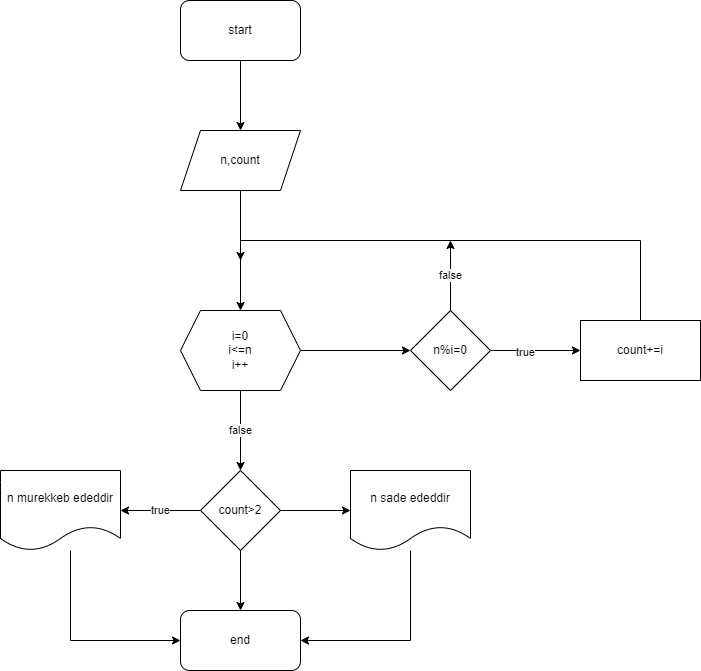 start
n,count
i=0
i<=n
i++
false
n%i=0
true
count+=i
false
n murekkeb ededdir
true
count>2
n sade ededdir
end